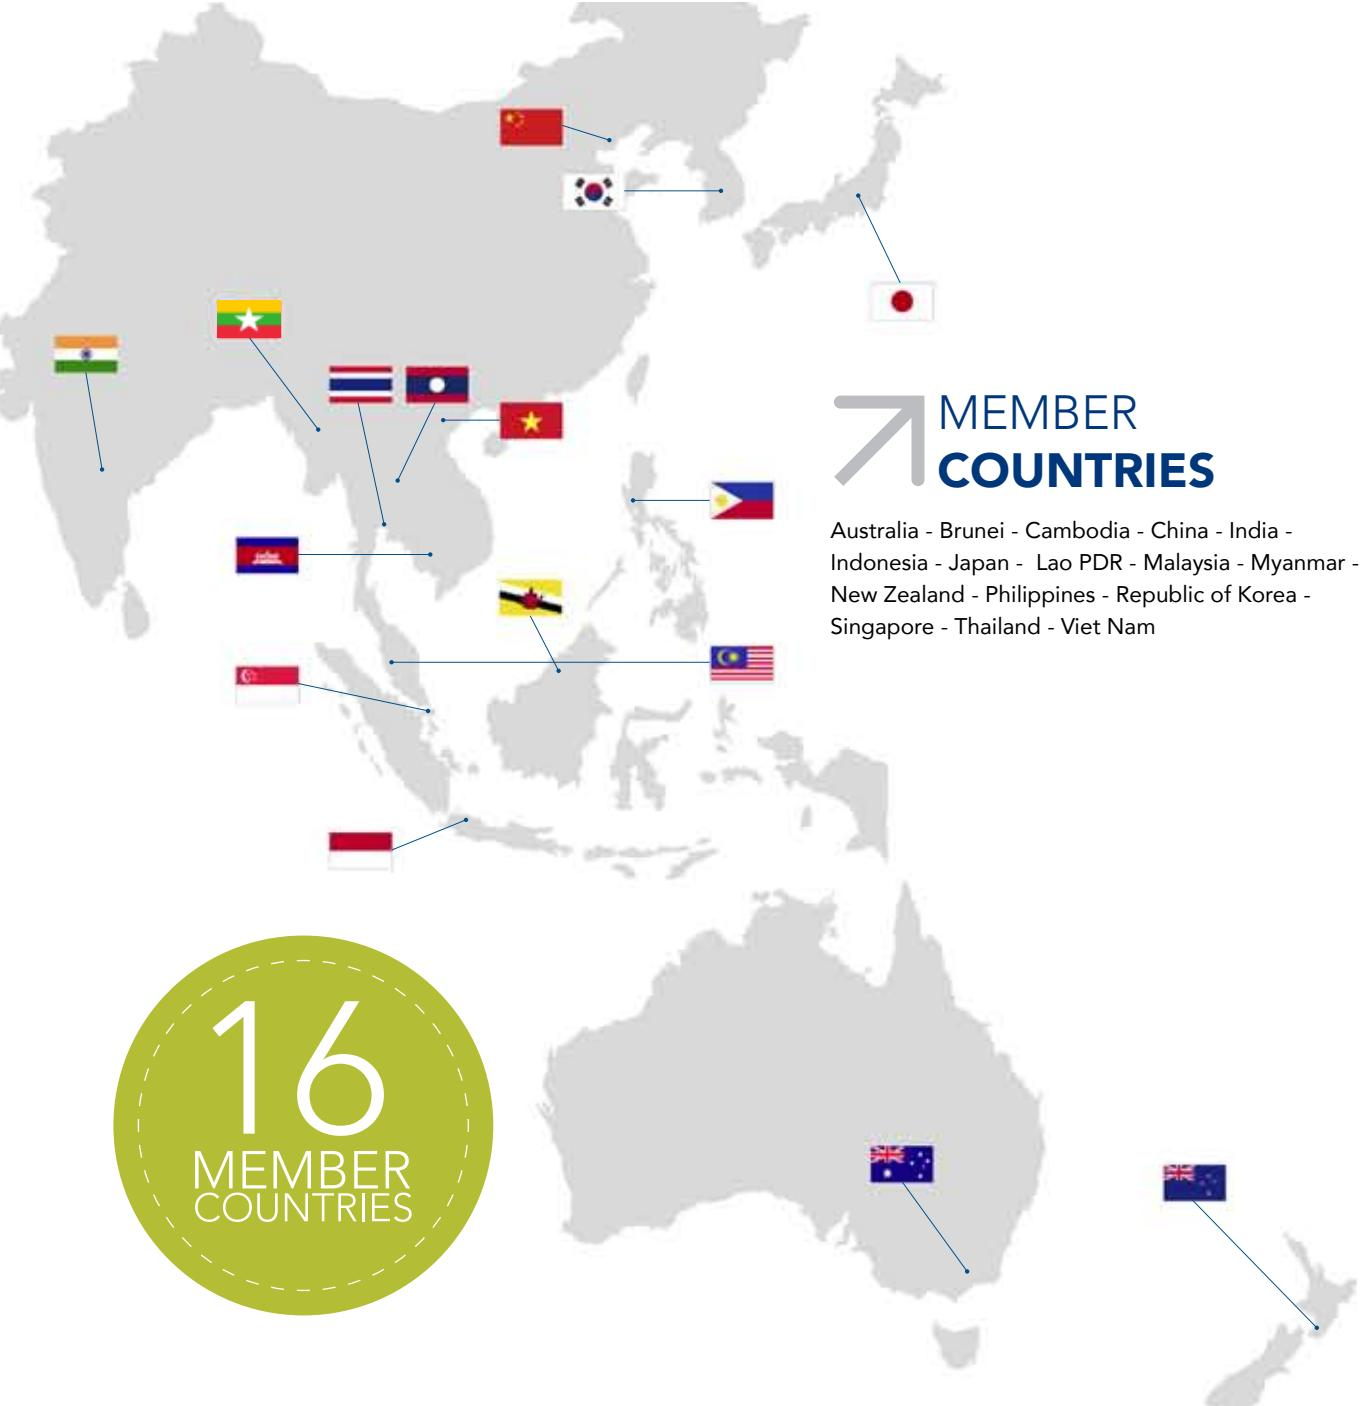 MEMBER
COUNTRIES
Australia - Brunei - Cambodia - China - India -
Indonesia - Japan - Lao PDR - Malaysia - Myanmar -
New Zealand - Philippines - Republic of Korea -
Singapore - Thailand - Viet Nam
16
MEMBER
COUNTRIES